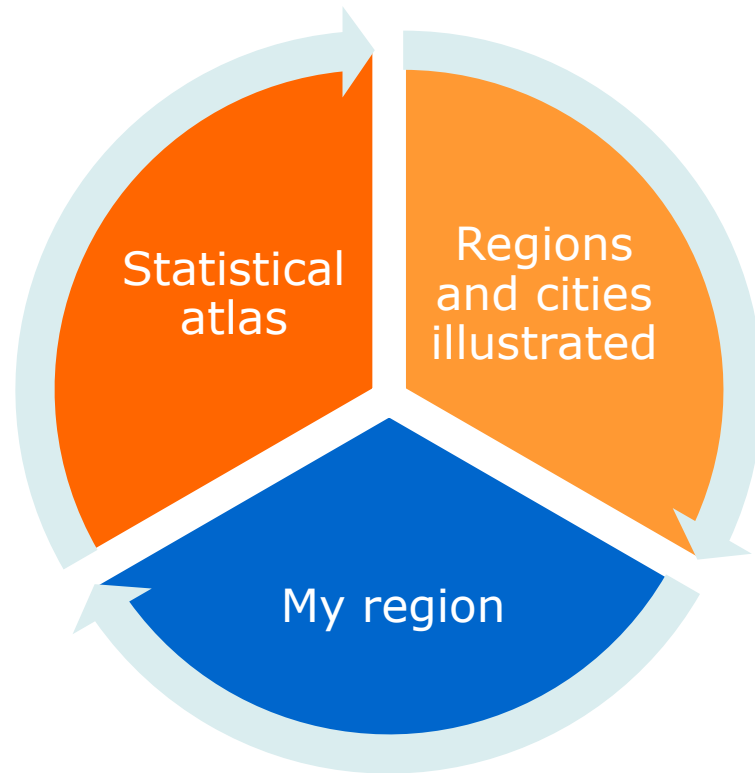 Statistical
atlas
Regions
and cities
illustrated
My region